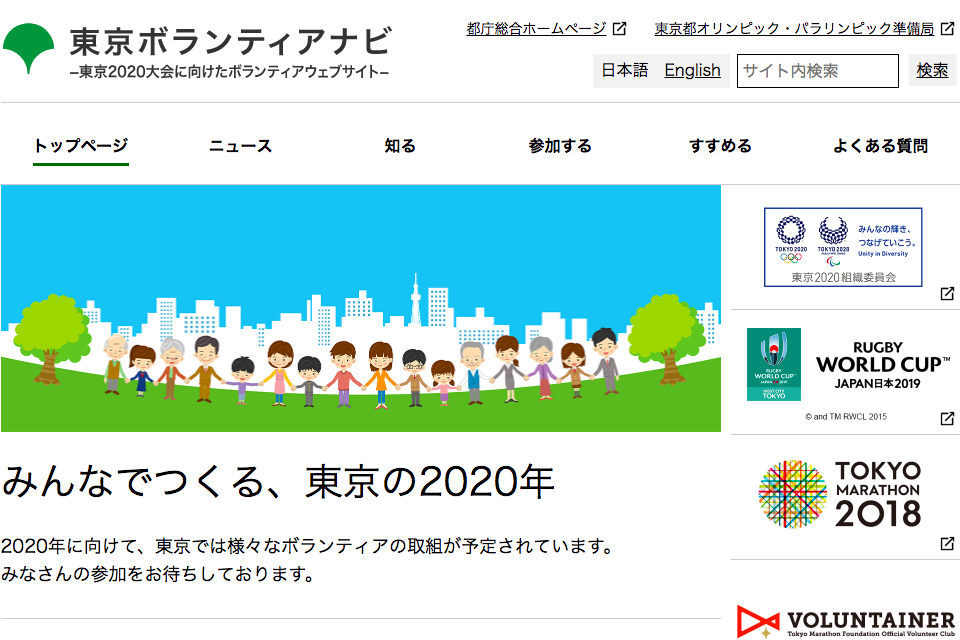 東京ボランティアナビ
−東京2020大会に向けたボランティアウェブサイト−
都庁総合ホームページ
東京都オリンピック・パラリンピック準備局
日本語 English
サイト内検索
検索
トップページ ニュース 知る 参加する すすめる よくある質問
みんなでつくる、東京の2020年
2020年に向けて、東京では様々なボランティアの取組が予定されています。
みなさんの参加をお待ちしております。
TOKYO 2020
TOKYO 2020
PARALYMPIC GAMES
みんなの輝き、
つなげていこう。
Unity in Diversity
東京2020組織委員会
RUGBY
WORLD CUP™
JAPAN 日本 2019
HOST CITY
TOKYO
RUGBY
WORLD CUP™
JAPAN日本2019
© and TM RWCL 2015
TOKYO
MARATHON
2018
VOLUNTAINER
Tokyo Marathon Foundation Official Volunteer Club